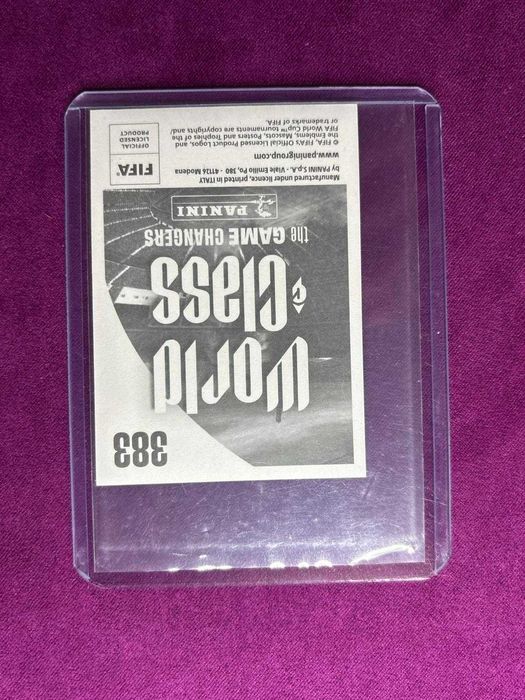 383
World
Class
the GAME CHANGERS
PANINI
Manufactured under licence, printed in ITALY
by PANINI S.p.A. - Viale Emilio Po, 380 - 41126 Modena
www.paninigroup.com
© FIFA, FIFA's Official Licensed Product Logos, and
the Emblems, Mascots, Posters and Trophies of the
FIFA World Cup™ tournaments are copyrights and/
or trademarks of FIFA.
FIFA®
OFFICIAL
LICENSED
PRODUCT